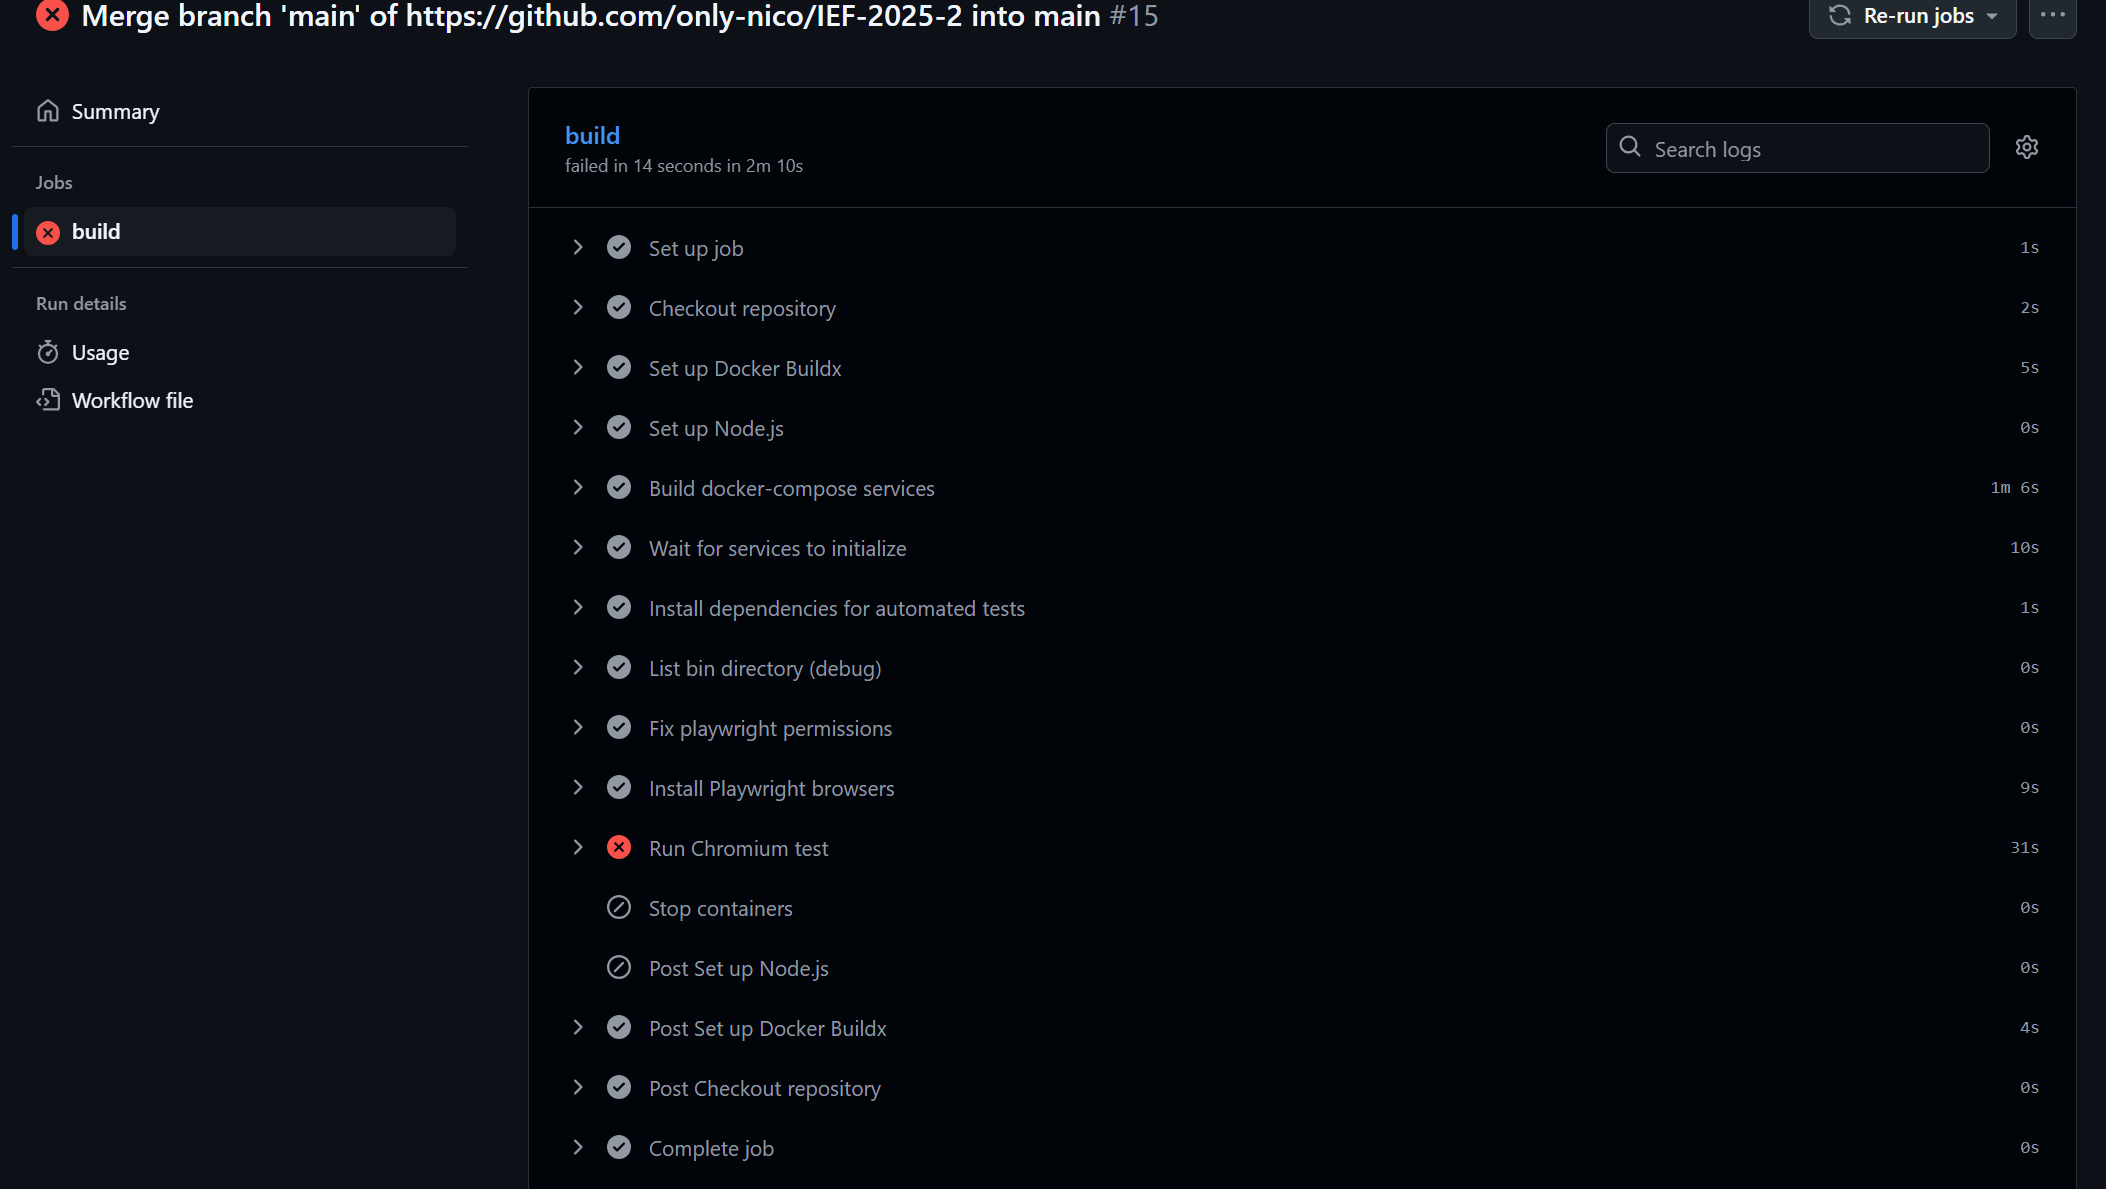 Merge branch 'main' of https://github.com/only-nico/IEF-2025-2 into main #15
Re-run jobs
Summary
Jobs
build
Run details
Usage
Workflow file
build
failed in 14 seconds in 2m 10s
Search logs
Set up job 1s
Checkout repository 2s
Set up Docker Buildx 5s
Set up Node.js 0s
Build docker-compose services 1m 6s
Wait for services to initialize 10s
Install dependencies for automated tests 1s
List bin directory (debug) 0s
Fix playwright permissions 0s
Install Playwright browsers 9s
Run Chromium test 31s
Stop containers 0s
Post Set up Node.js 0s
Post Set up Docker Buildx 4s
Post Checkout repository 0s
Complete job 0s